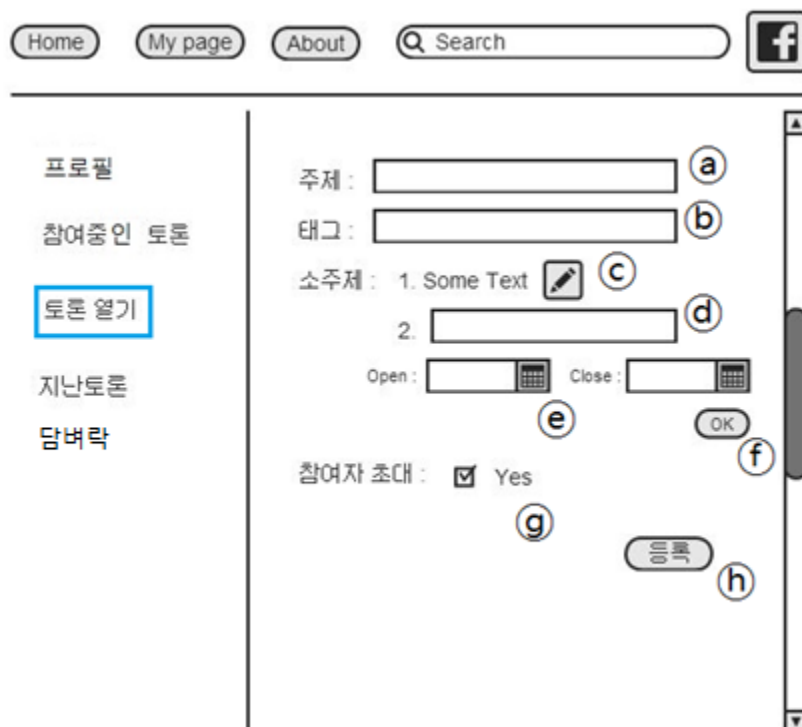 Home My page About Search f
프로필
참여중인 토론
토론 열기
지난토론
담벼락
주제 : ⓐ
태그 : ⓑ
소주제 : 1. Some Text ⓒ
2. ⓓ
Open : Close :
ⓔ
OK
ⓕ
참여자 초대 : Yes
ⓖ
등록
ⓗ